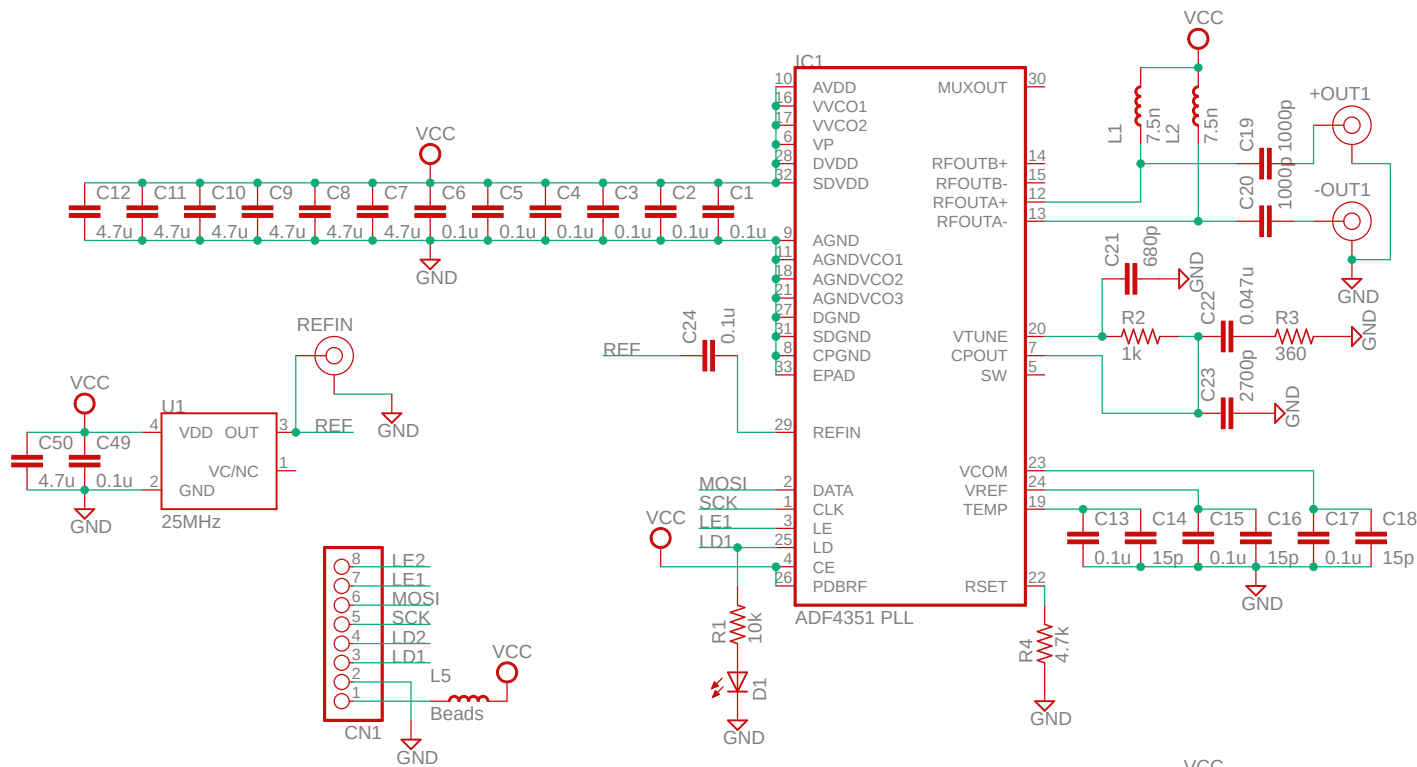 VCC
IC1
10 AVDD MUXOUT 30
16 VVCO1
17 VVCO2
6 VP
28 DVDD RFOUTB+ 14
32 SDVDD RFOUTB- 15
RFOUTA+ 12
RFOUTA- 13
9 AGND
11 AGNDVCO1
18 AGNDVCO2
21 AGNDVCO3
27 DGND
31 SDGND VTUNE 20
8 CPGND CPOUT 7
33 EPAD SW 5
29 REFIN
VCOM 23
2 DATA VREF 24
1 CLK TEMP 19
3 LE
25 LD
4 CE
26 PDBRF RSET 22
ADF4351 PLL
VCC
C12 C11 C10 C9 C8 C7 C6 C5 C4 C3 C2 C1
4.7u 4.7u 4.7u 4.7u 4.7u 4.7u 0.1u 0.1u 0.1u 0.1u 0.1u 0.1u
GND
L1
7.5n
L2
7.5n
C19
1000p
C20
1000p
+OUT1
-OUT1
GND
C21
680p
GND
R2
1k
C22
0.047u
R3
360
GND
C23
2700p
GND
REF
C24
0.1u
REFIN
GND
VCC
U1
4 VDD OUT 3
REF
VC/NC 1
2 GND
25MHz
C50 C49
4.7u 0.1u
GND
MOSI
SCK
LE1
LD1
VCC
R1
10k
D1
GND
R4
4.7k
GND
C13 C14 C15 C16 C17 C18
0.1u 15p 0.1u 15p 0.1u 15p
GND
8 LE2
7 LE1
6 MOSI
5 SCK
4 LD2
3 LD1
2
1
CN1
L5
Beads
VCC
GND
VCC